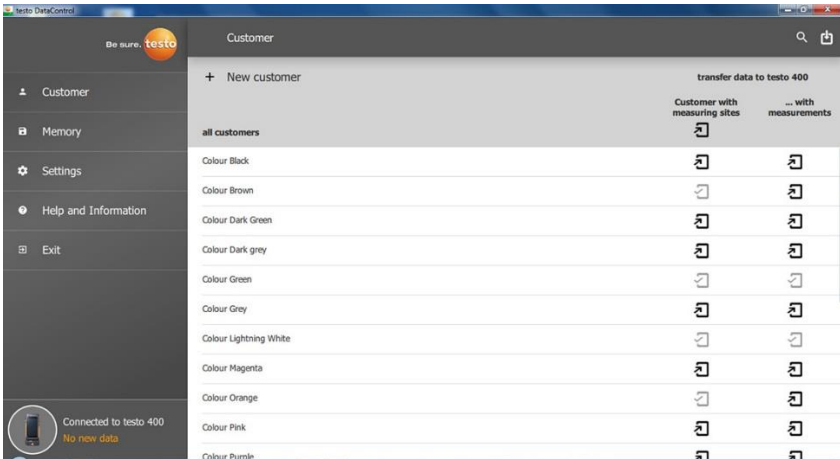 testo DataControl
Be sure. testo
Customer
Memory
Settings
Help and Information
Exit
Connected to testo 400
No new data
Customer
+ New customer
transfer data to testo 400
Customer with
measuring sites
... with
measurements
all customers
Colour Black
Colour Brown
Colour Dark Green
Colour Dark grey
Colour Green
Colour Grey
Colour Lightning White
Colour Magenta
Colour Orange
Colour Pink
Colour Purple